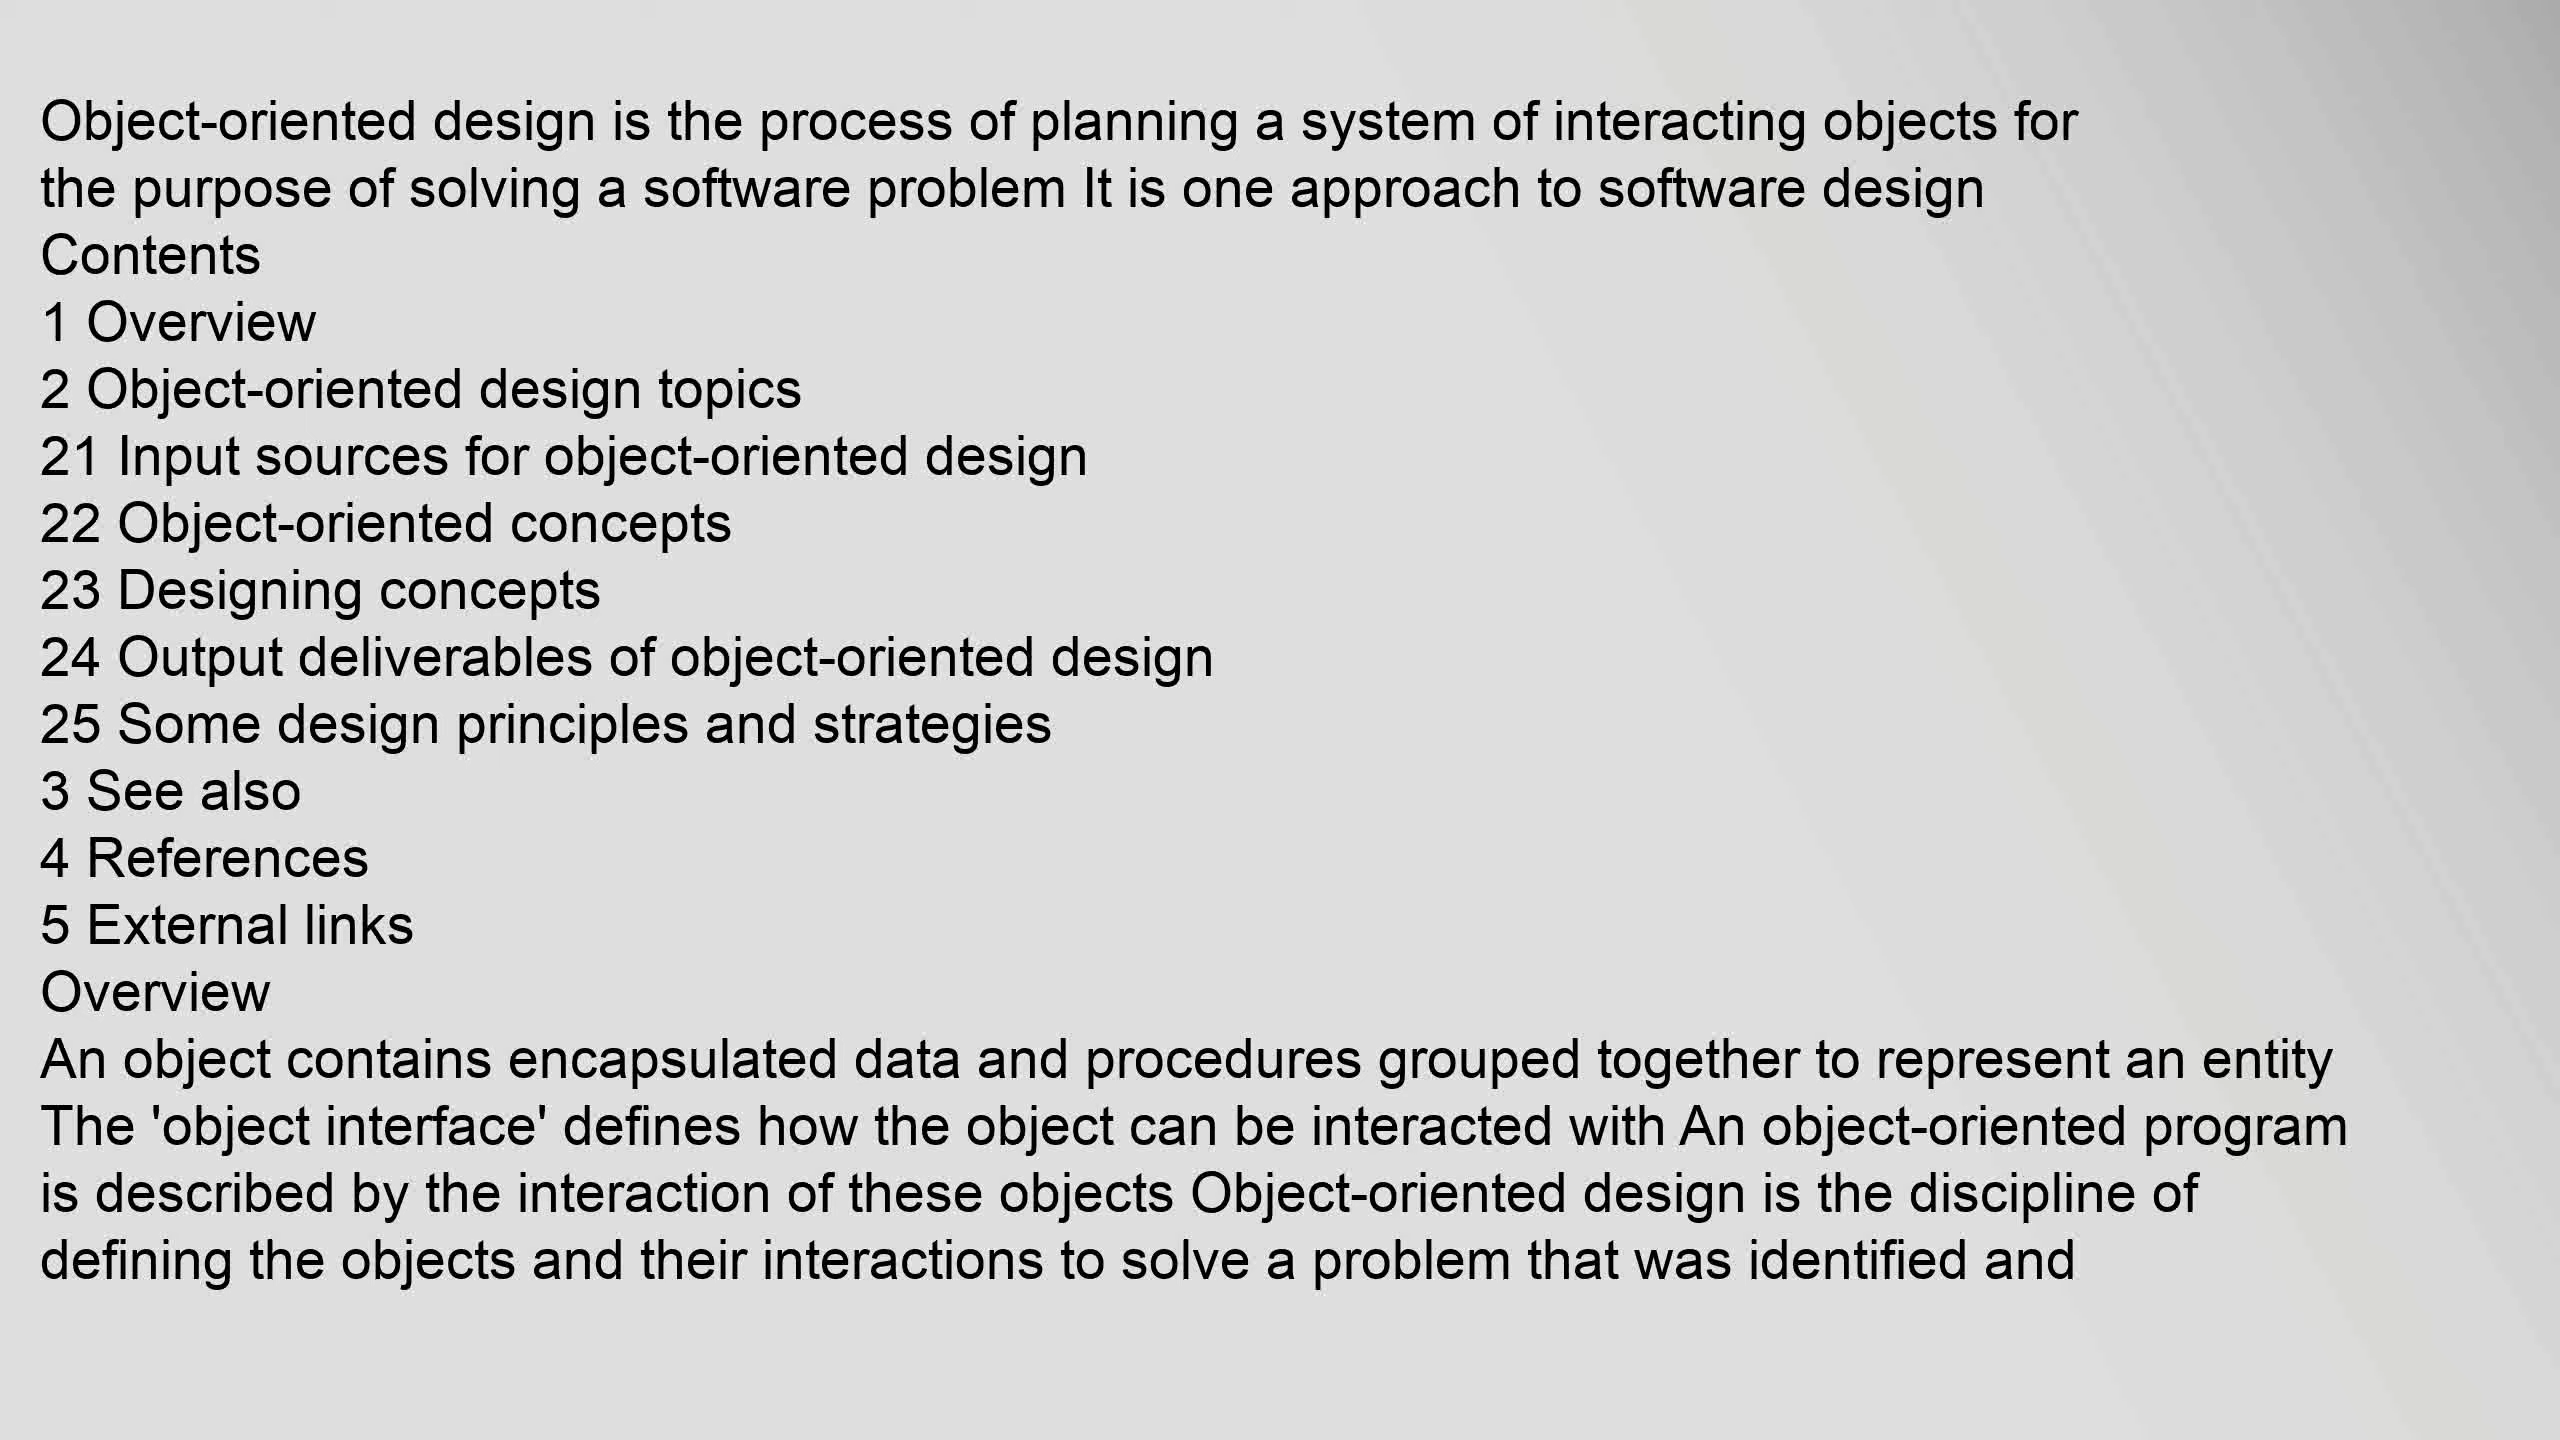 Object-oriented design is the process of planning a system of interacting objects for
the purpose of solving a software problem It is one approach to software design
Contents
1 Overview
2 Object-oriented design topics
21 Input sources for object-oriented design
22 Object-oriented concepts
23 Designing concepts
24 Output deliverables of object-oriented design
25 Some design principles and strategies
3 See also
4 References
5 External links
Overview
An object contains encapsulated data and procedures grouped together to represent an entity
The 'object interface' defines how the object can be interacted with An object-oriented program
is described by the interaction of these objects Object-oriented design is the discipline of
defining the objects and their interactions to solve a problem that was identified and